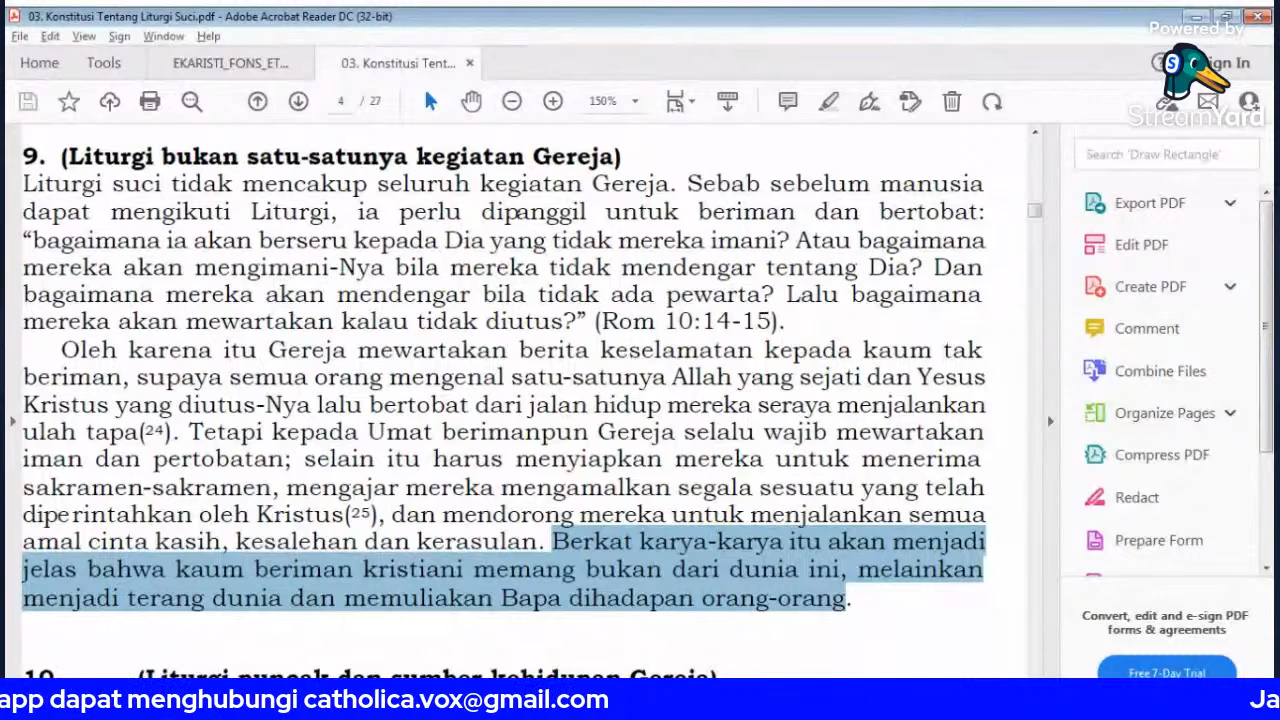 03. Konstitusi Tentang Liturgi Suci.pdf - Adobe Acrobat Reader DC (32-bit)
File Edit View Sign Window Help
Powered by
StreamYard
Home Tools EKARISTI_FONS_ET... 03. Konstitusi Tent... × Sign In
4 / 27 150%
9. (Liturgi bukan satu-satunya kegiatan Gereja)
Liturgi suci tidak mencakup seluruh kegiatan Gereja. Sebab sebelum manusia
dapat mengikuti Liturgi, ia perlu dipanggil untuk beriman dan bertobat:
“bagaimana ia akan berseru kepada Dia yang tidak mereka imani? Atau bagaimana
mereka akan mengimani-Nya bila mereka tidak mendengar tentang Dia? Dan
bagaimana mereka akan mendengar bila tidak ada pewarta? Lalu bagaimana
mereka akan mewartakan kalau tidak diutus?” (Rom 10:14-15).
Oleh karena itu Gereja mewartakan berita keselamatan kepada kaum tak
beriman, supaya semua orang mengenal satu-satunya Allah yang sejati dan Yesus
Kristus yang diutus-Nya lalu bertobat dari jalan hidup mereka seraya menjalankan
ulah tapa(24). Tetapi kepada Umat berimanpun Gereja selalu wajib mewartakan
iman dan pertobatan; selain itu harus menyiapkan mereka untuk menerima
sakramen-sakramen, mengajar mereka mengamalkan segala sesuatu yang telah
diperintahkan oleh Kristus(25), dan mendorong mereka untuk menjalankan semua
amal cinta kasih, kesalehan dan kerasulan. Berkat karya-karya itu akan menjadi
jelas bahwa kaum beriman kristiani memang bukan dari dunia ini, melainkan
menjadi terang dunia dan memuliakan Bapa dihadapan orang-orang.
10. (Liturgi puncak dan sumber kehidupan Gereja)
Search 'Draw Rectangle'
Export PDF
Edit PDF
Create PDF
Comment
Combine Files
Organize Pages
Compress PDF
Redact
Prepare Form
Convert, edit and e-sign PDF
forms & agreements
Free 7-Day Trial
app dapat menghubungi catholica.vox@gmail.com Ja